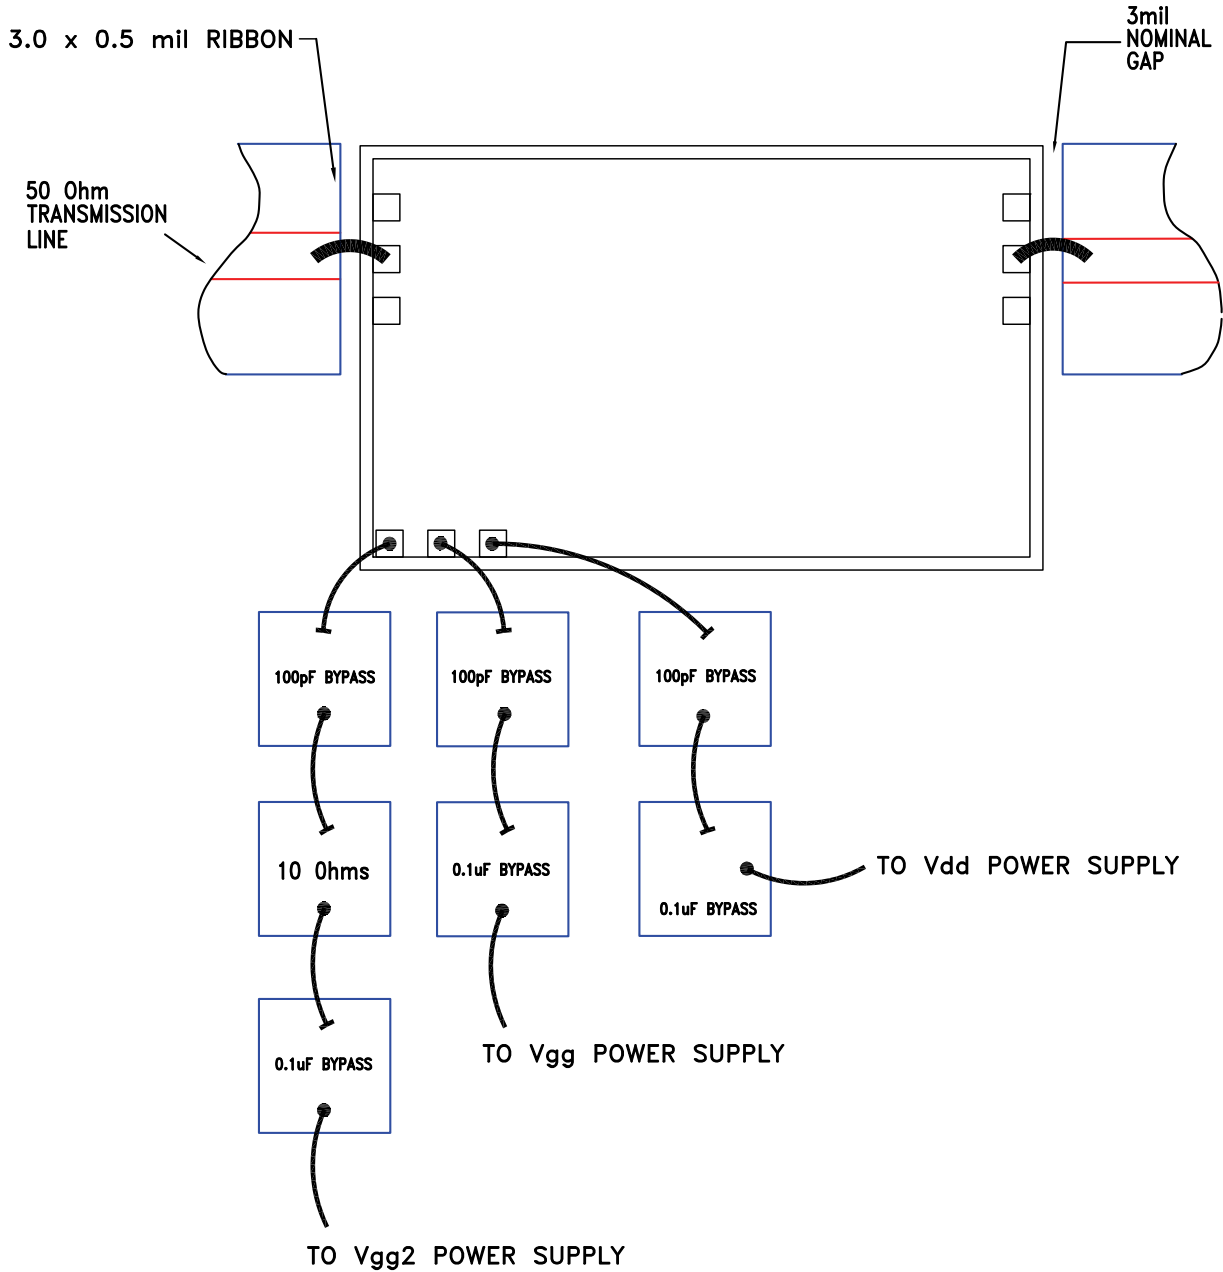 3.0 x 0.5 mil RIBBON
3mil
NOMINAL
GAP
50 Ohm
TRANSMISSION
LINE
100pF BYPASS
100pF BYPASS
100pF BYPASS
10 Ohms
0.1uF BYPASS
0.1uF BYPASS
TO Vdd POWER SUPPLY
0.1uF BYPASS
TO Vgg POWER SUPPLY
TO Vgg2 POWER SUPPLY